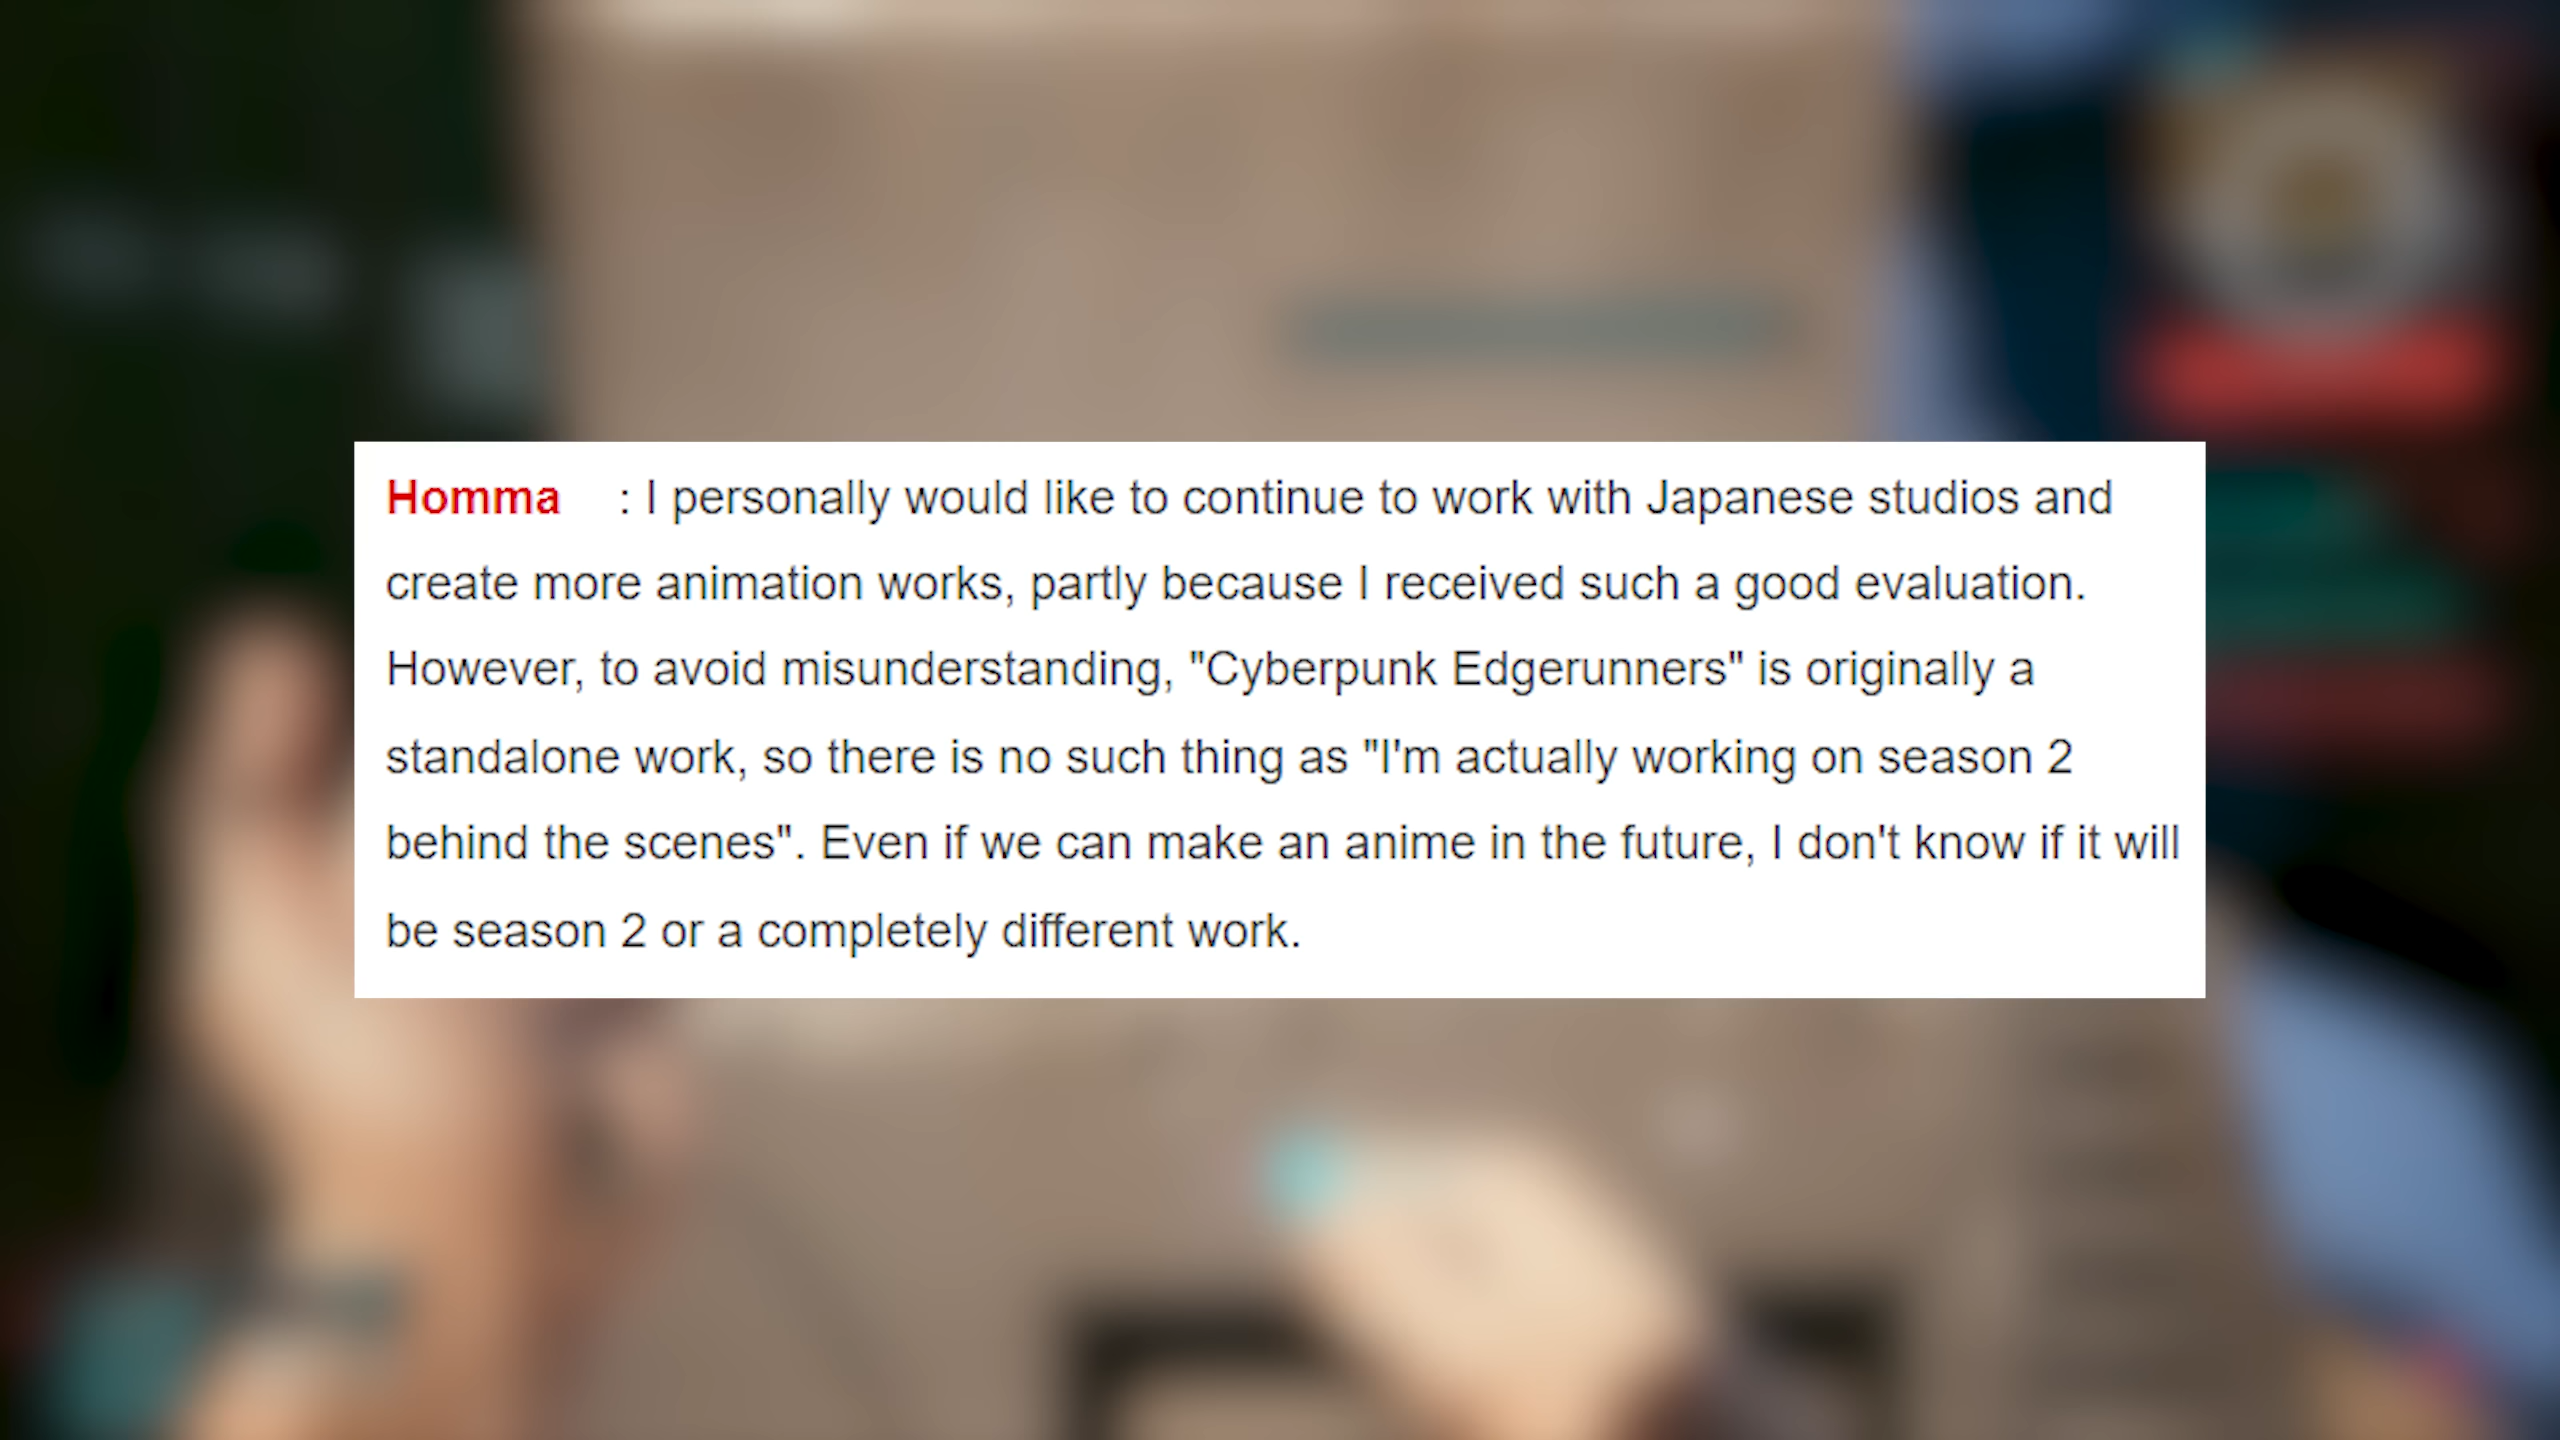 Homma : I personally would like to continue to work with Japanese studios and
create more animation works, partly because I received such a good evaluation.
However, to avoid misunderstanding, "Cyberpunk Edgerunners" is originally a
standalone work, so there is no such thing as "I'm actually working on season 2
behind the scenes". Even if we can make an anime in the future, I don't know if it will
be season 2 or a completely different work.